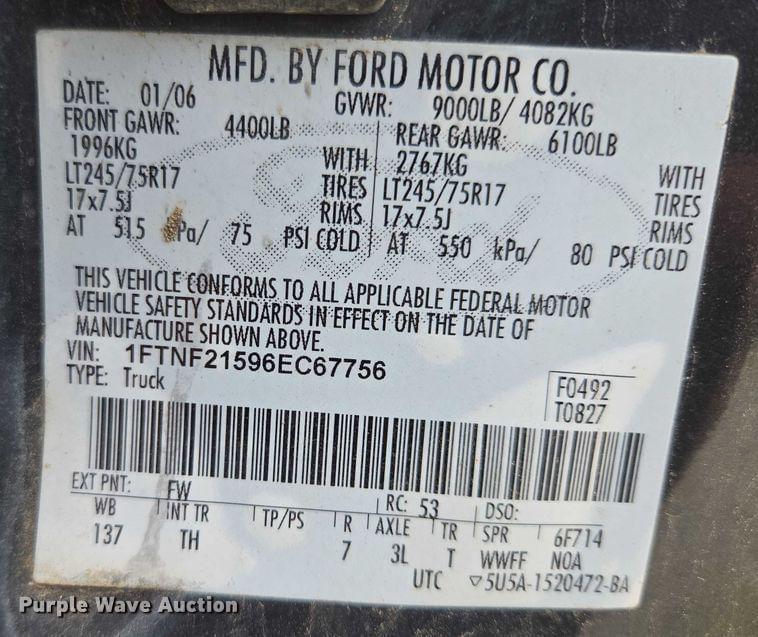 MFD. BY FORD MOTOR CO.
DATE: 01/06 GVWR: 9000LB/ 4082KG
FRONT GAWR: 4400LB REAR GAWR: 6100LB
1996KG WITH 2767KG WITH
LT245/75R17 TIRES LT245/75R17 TIRES
17x7.5J RIMS 17x7.5J RIMS
AT 515 kPa/ 75 PSI COLD AT 550 kPa/ 80 PSI COLD
THIS VEHICLE CONFORMS TO ALL APPLICABLE FEDERAL MOTOR
VEHICLE SAFETY STANDARDS IN EFFECT ON THE DATE OF
MANUFACTURE SHOWN ABOVE.
VIN: 1FTNF21596EC67756
TYPE: Truck
F0492
T0827
EXT PNT: FW RC: 53 DSO:
WB INT TR TP/PS R AXLE TR SPR 6F714
137 TH 7 3L T WWFF NOA
UTC ▽5U5A-1520472-BA
Purple Wave Auction